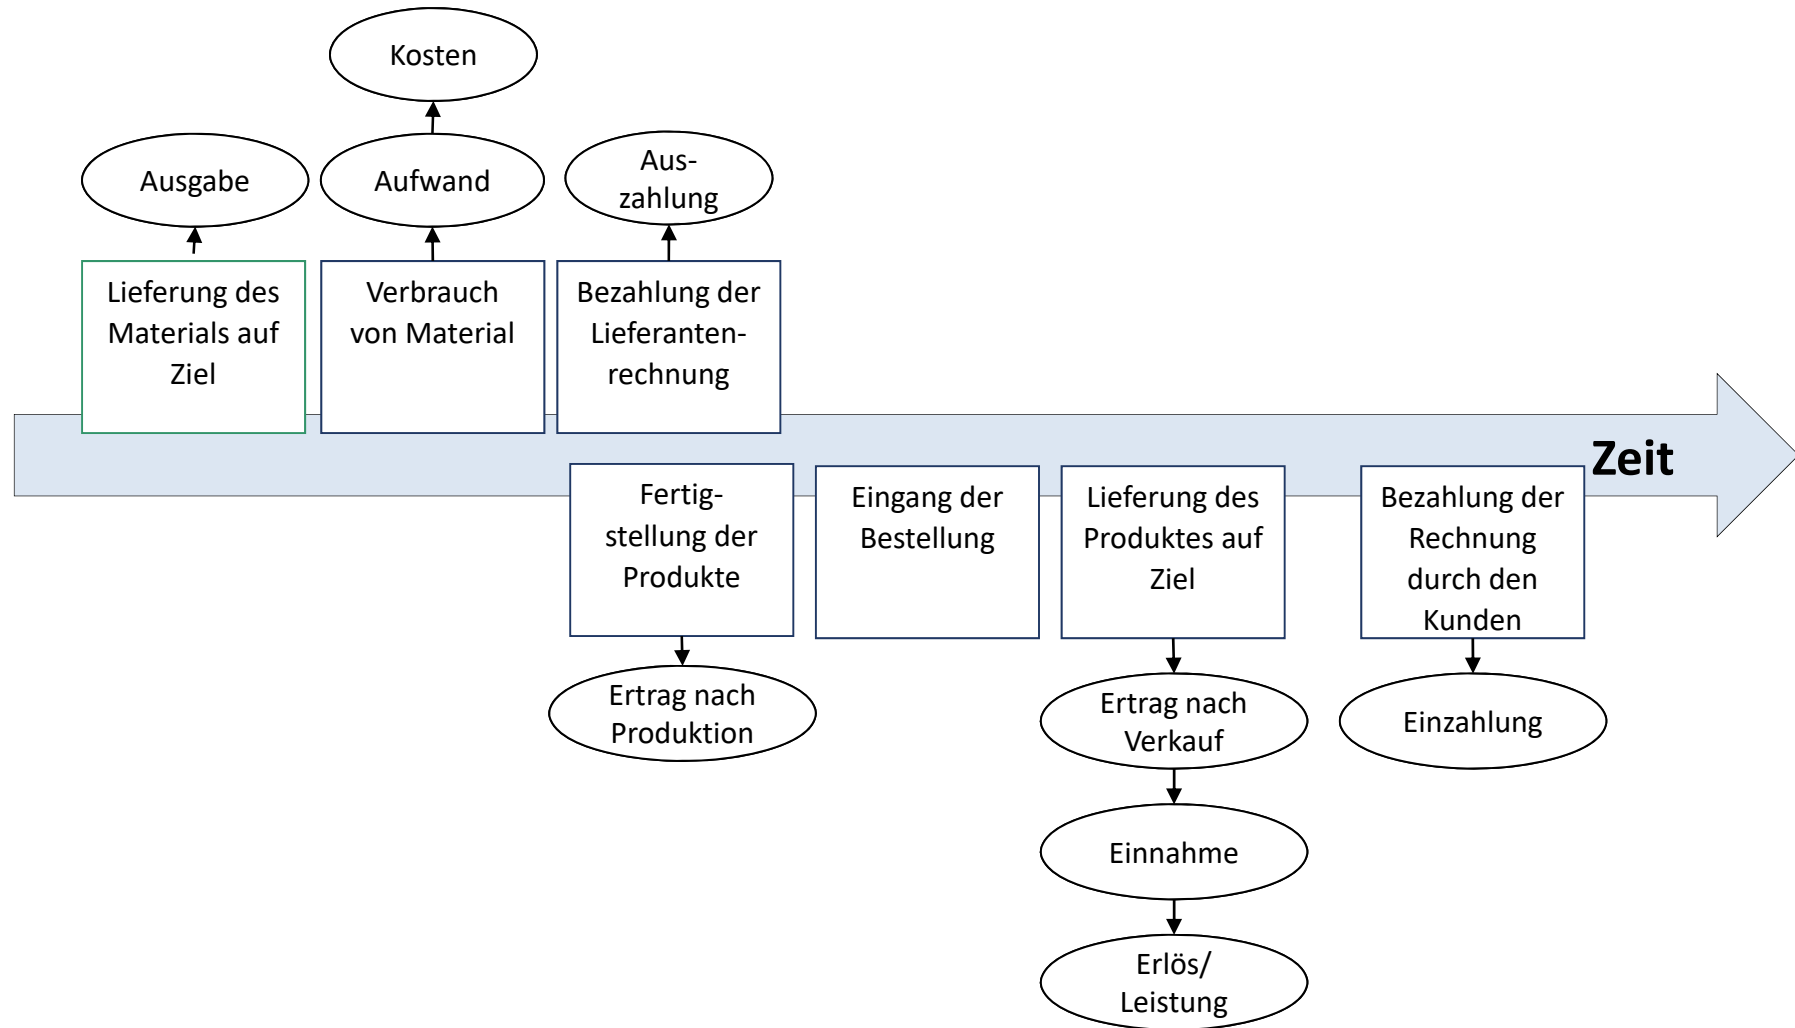 Kosten
Ausgabe
Aufwand
Aus-
zahlung
Lieferung des
Materials auf
Ziel
Verbrauch
von Material
Bezahlung der
Lieferanten-
rechnung
Zeit
Fertig-
stellung der
Produkte
Eingang der
Bestellung
Lieferung des
Produktes auf
Ziel
Bezahlung der
Rechnung
durch den
Kunden
Ertrag nach
Produktion
Ertrag nach
Verkauf
Einzahlung
Einnahme
Erlös/
Leistung